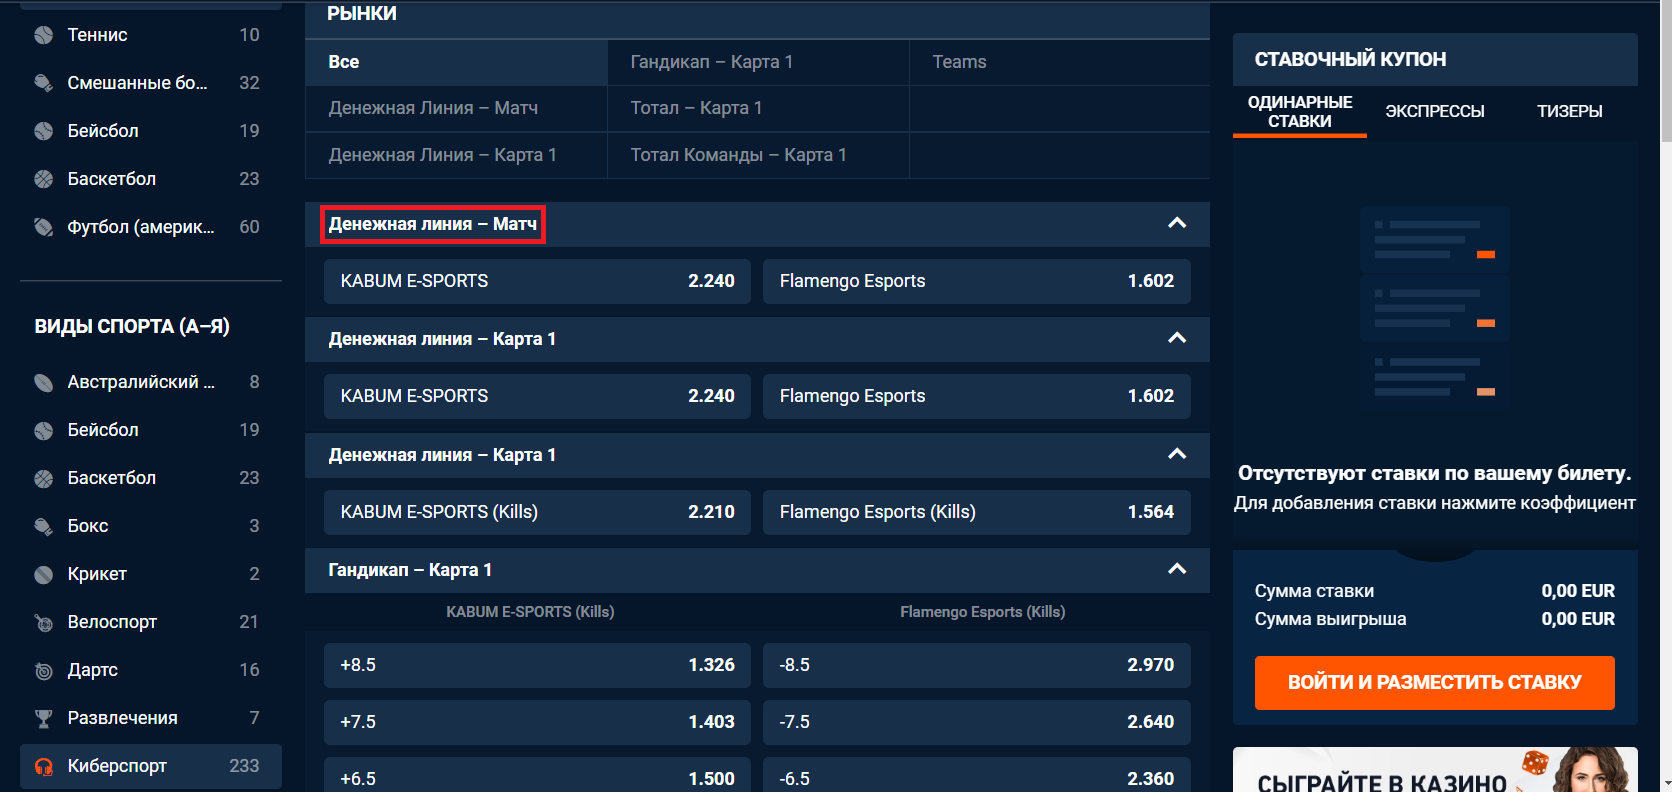 Теннис 10
Смешанные бо... 32
Бейсбол 19
Баскетбол 23
Футбол (америк... 60
ВИДЫ СПОРТА (А–Я)
Австралийский ... 8
Бейсбол 19
Баскетбол 23
Бокс 3
Крикет 2
Велоспорт 21
Дартс 16
Развлечения 7
Киберспорт 233
РЫНКИ
Все Гандикап – Карта 1 Teams
Денежная Линия – Матч Тотал – Карта 1
Денежная Линия – Карта 1 Тотал Команды – Карта 1
Денежная линия – Матч
KABUM E-SPORTS 2.240 Flamengo Esports 1.602
Денежная линия – Карта 1
KABUM E-SPORTS 2.240 Flamengo Esports 1.602
Денежная линия – Карта 1
KABUM E-SPORTS (Kills) 2.210 Flamengo Esports (Kills) 1.564
Гандикап – Карта 1
KABUM E-SPORTS (Kills) Flamengo Esports (Kills)
+8.5 1.326 -8.5 2.970
+7.5 1.403 -7.5 2.640
+6.5 1.500 -6.5 2.360
СТАВОЧНЫЙ КУПОН
ОДИНАРНЫЕ
СТАВКИ
ЭКСПРЕССЫ
ТИЗЕРЫ
Отсутствуют ставки по вашему билету.
Для добавления ставки нажмите коэффициент
Сумма ставки 0,00 EUR
Сумма выигрыша 0,00 EUR
ВОЙТИ И РАЗМЕСТИТЬ СТАВКУ
СЫГРАЙТЕ В КАЗИНО